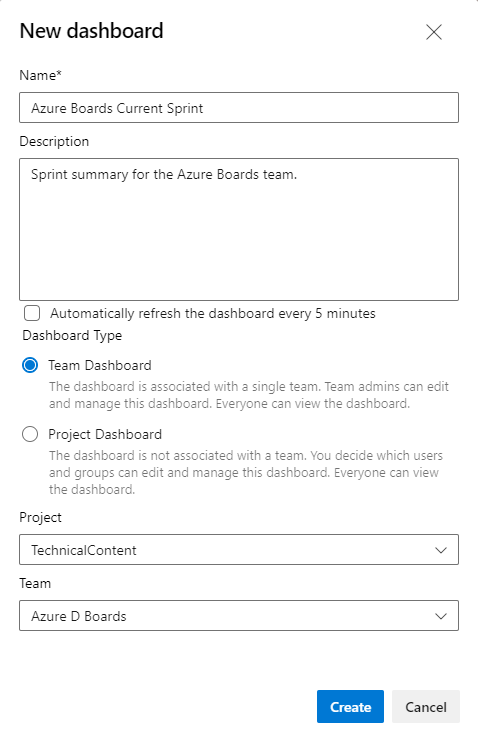 New dashboard
Name*
Azure Boards Current Sprint
Description
Sprint summary for the Azure Boards team.
Automatically refresh the dashboard every 5 minutes
Dashboard Type
Team Dashboard
The dashboard is associated with a single team. Team admins can edit
and manage this dashboard. Everyone can view the dashboard.
Project Dashboard
The dashboard is not associated with a team. You decide which users
and groups can edit and manage this dashboard. Everyone can view
the dashboard.
Project
TechnicalContent
Team
Azure D Boards
Create
Cancel